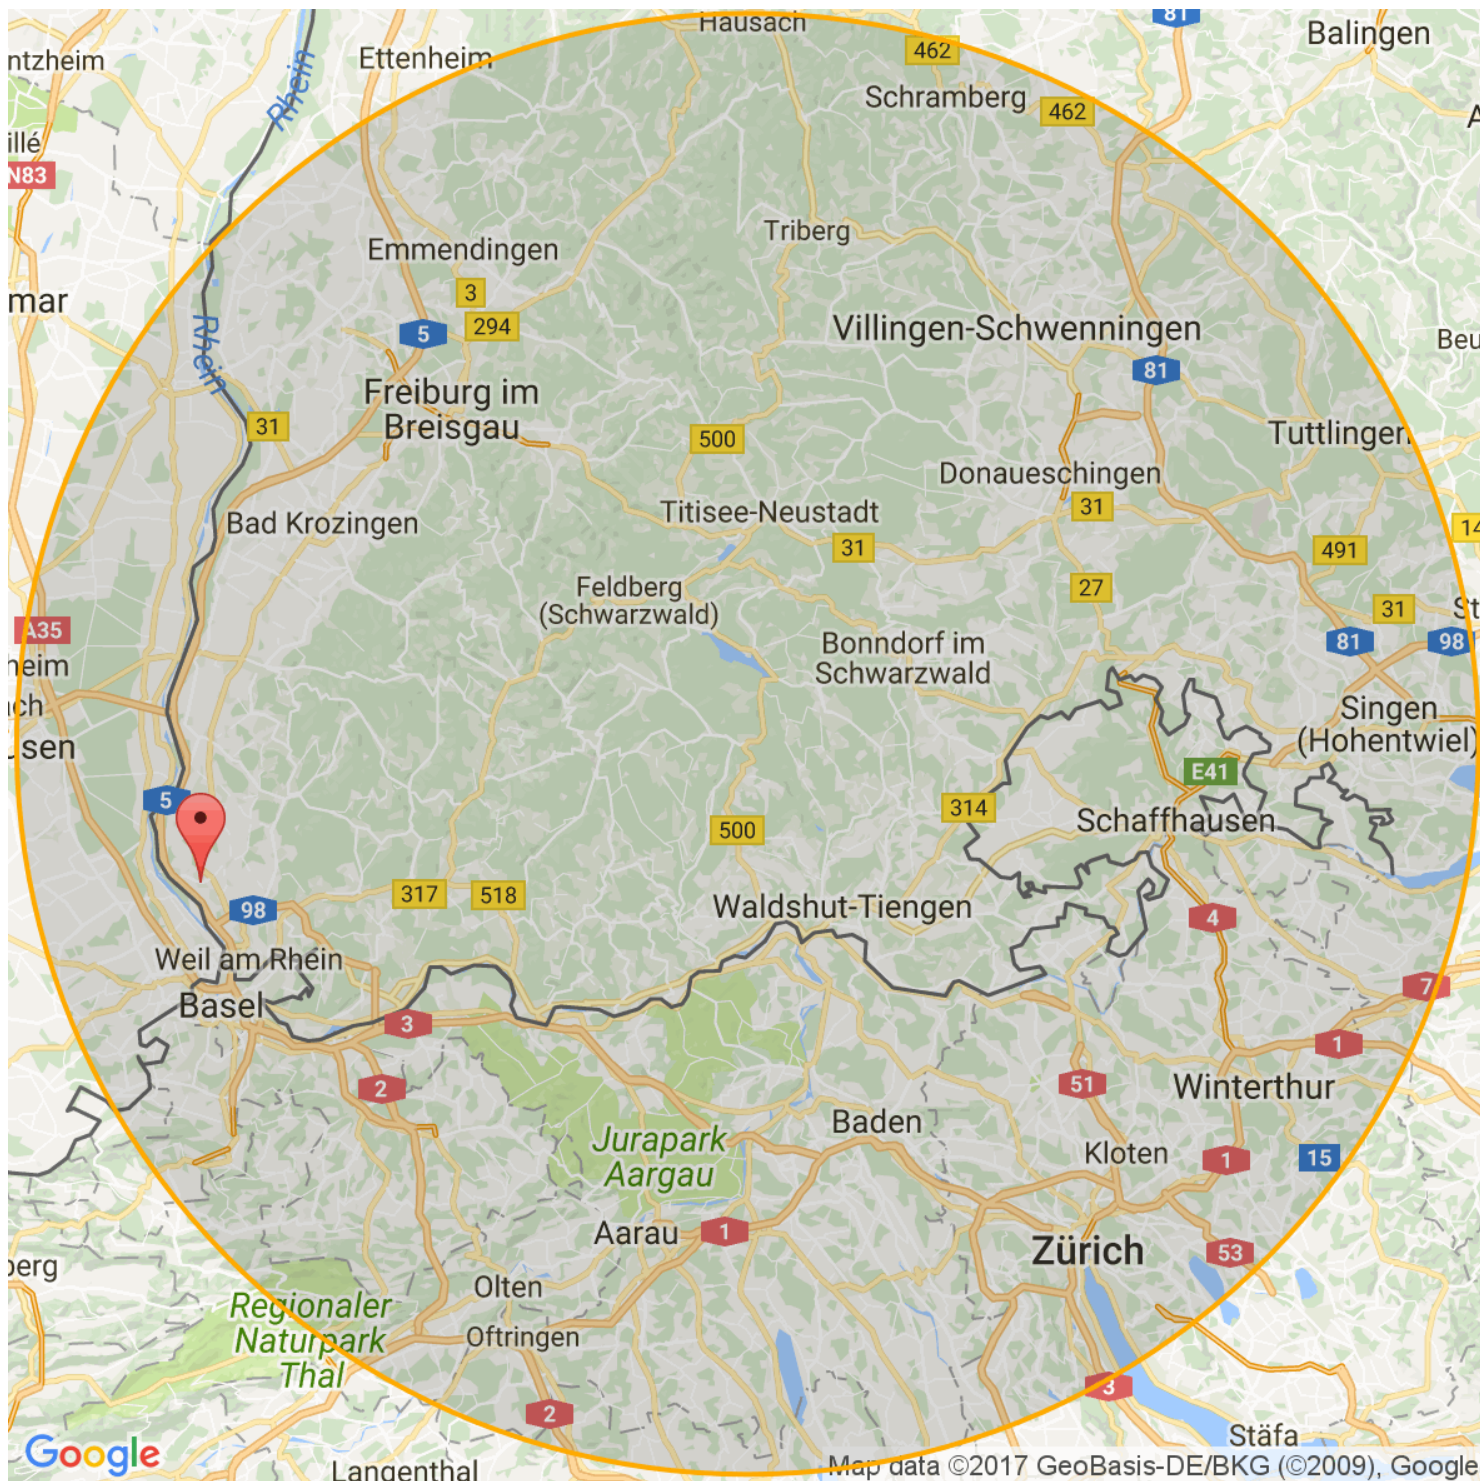 Hausach
81
Balingen
ntzheim
Ettenheim
462
Rhein
Schramberg
462
illé
N83
Triberg
Emmendingen
3
mar
5
294
Villingen-Schwenningen
Rhein
Beu
81
Freiburg im
Breisgau
31
500
Tuttlingen
Donaueschingen
31
Titisee-Neustadt
Bad Krozingen
14
31
491
Feldberg
(Schwarzwald)
27
31
St
A35
Bonndorf im
Schwarzwald
81
98
heim
ch
Singen
(Hohentwiel)
usen
E41
5
314
Schaffhausen
500
317
518
98
Waldshut-Tiengen
4
Weil am Rhein
7
Basel
3
1
2
51
Winterthur
Baden
Jurapark
Aargau
Kloten
1
15
Aarau
1
Zürich
53
berg
Olten
Regionaler
Naturpark
Thal
Oftringen
3
2
Stäfa
Google
Langenthal
Map data ©2017 GeoBasis-DE/BKG (©2009), Google